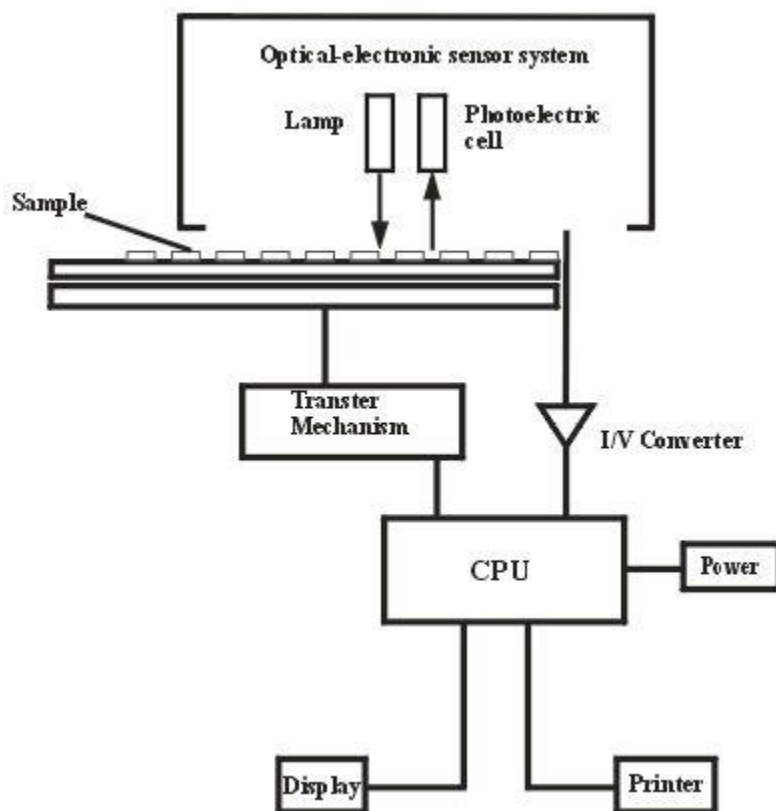 Optical-electronic sensor system
Lamp
Photoelectric
cell
Sample
Transter
Mechanism
I/V Converter
CPU
Power
Display
Printer